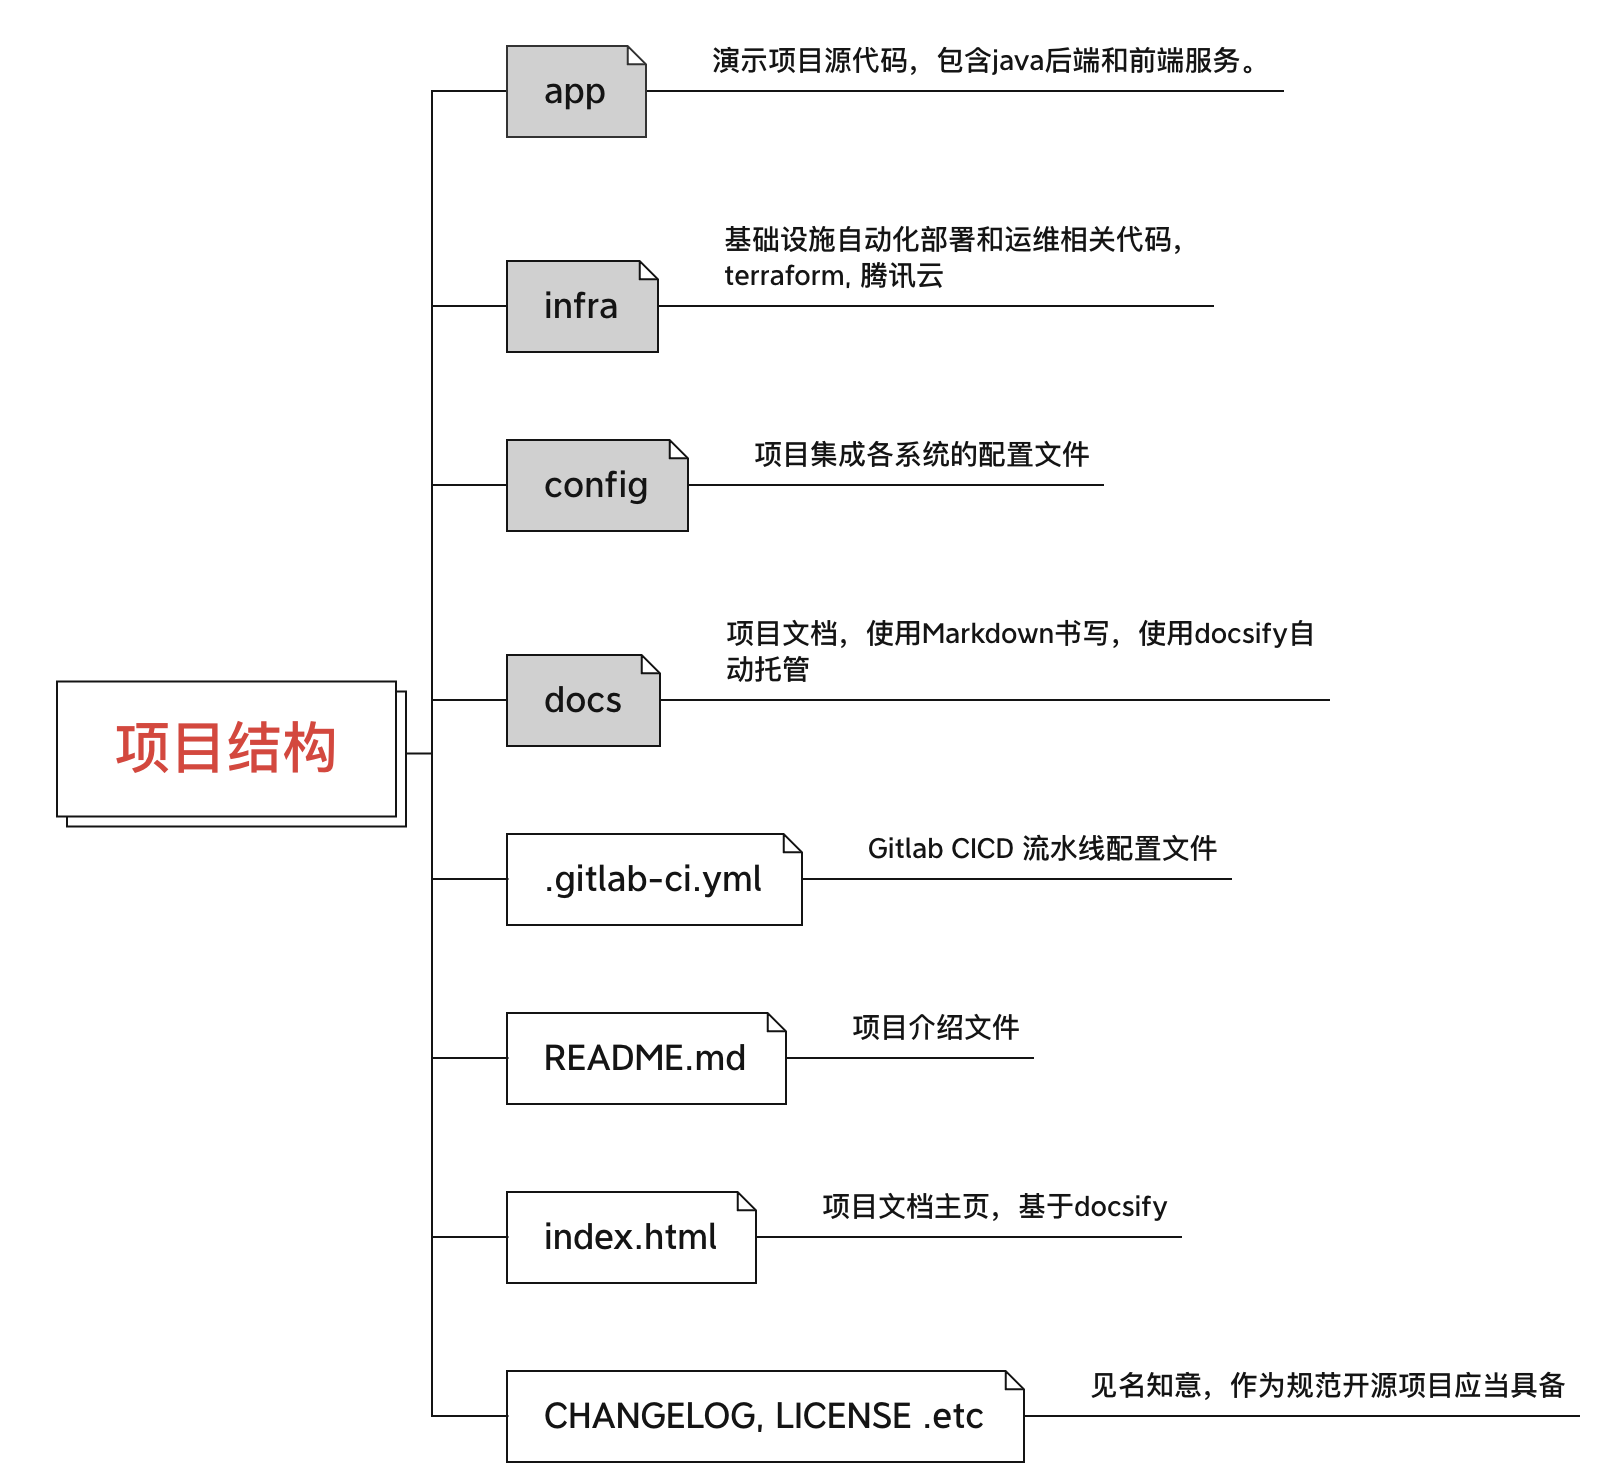 演示项目源代码，包含java后端和前端服务。
app
基础设施自动化部署和运维相关代码，
terraform, 腾讯云
infra
项目集成各系统的配置文件
config
项目文档，使用Markdown书写，使用docsify自
动托管
docs
项目结构
Gitlab CICD 流水线配置文件
.gitlab-ci.yml
项目介绍文件
README.md
项目文档主页，基于docsify
index.html
见名知意，作为规范开源项目应当具备
CHANGELOG, LICENSE .etc